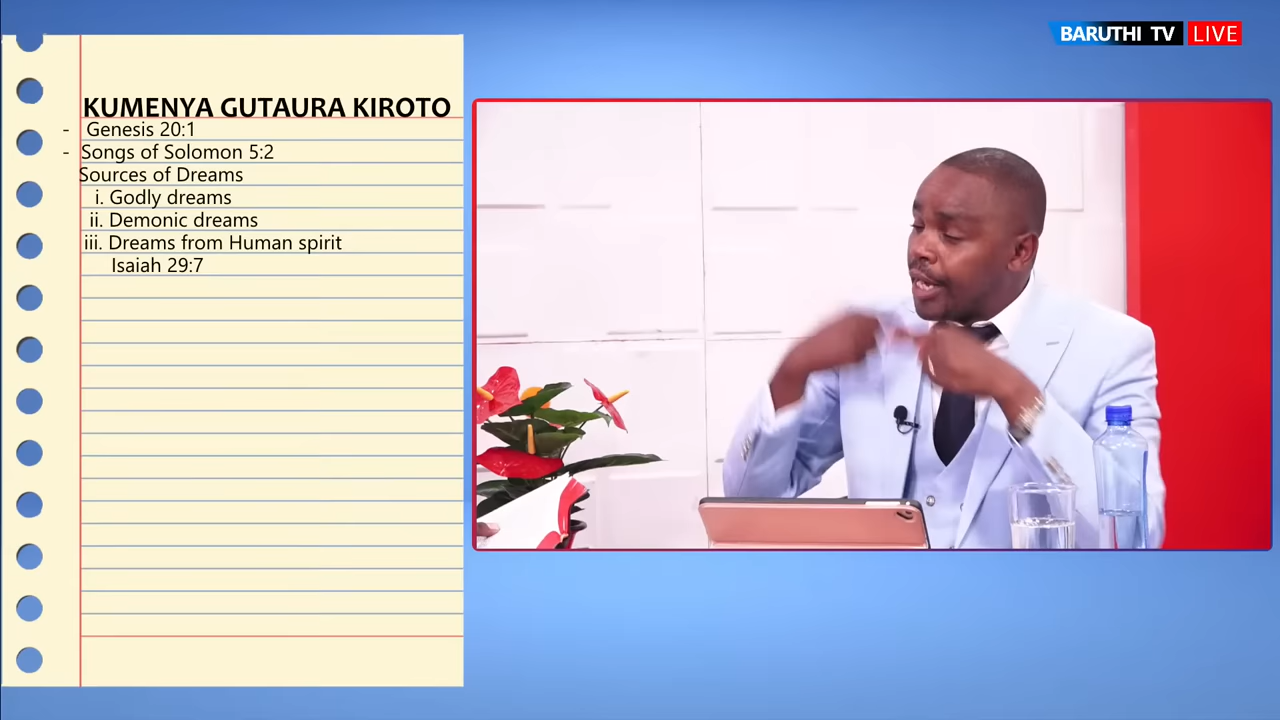 BARUTHI TV LIVE
KUMENYA GUTAURA KIROTO
- Genesis 20:1
- Songs of Solomon 5:2
Sources of Dreams
i. Godly dreams
ii. Demonic dreams
iii. Dreams from Human spirit
Isaiah 29:7